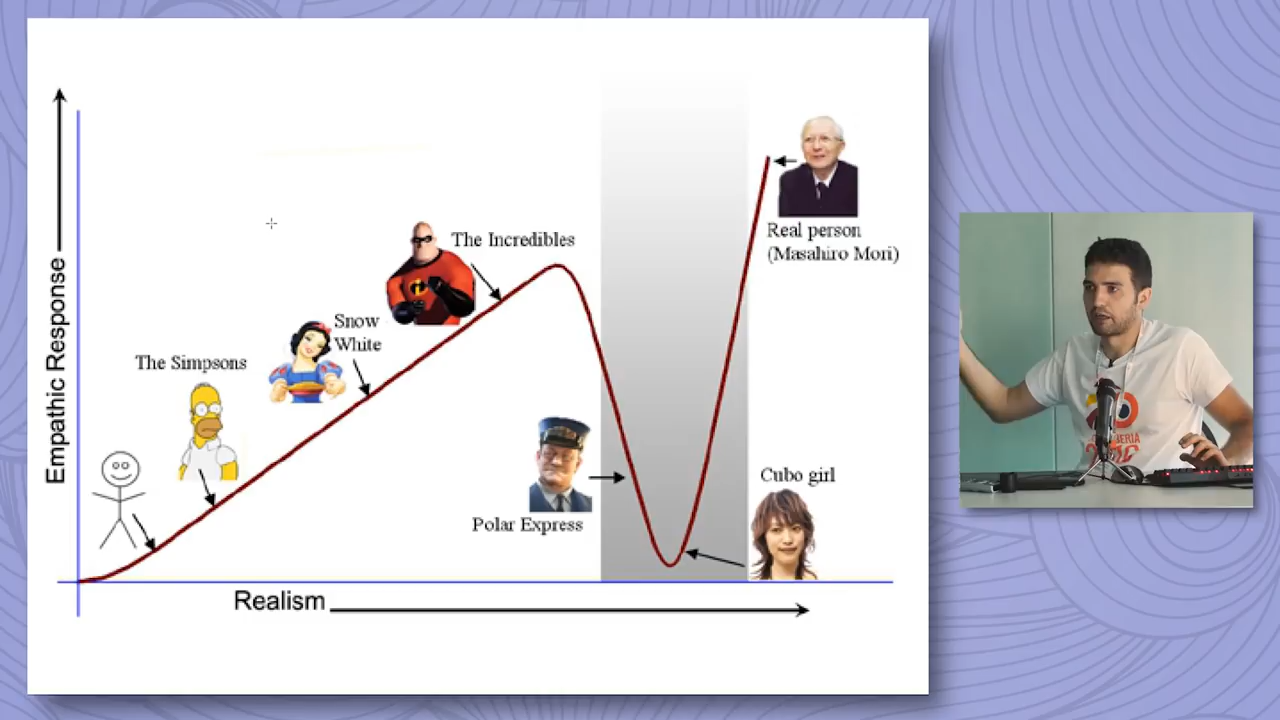 The Incredibles
Real person
(Masahiro Mori)
Snow
White
The Simpsons
Empathic Response
Cubo girl
Polar Express
Realism